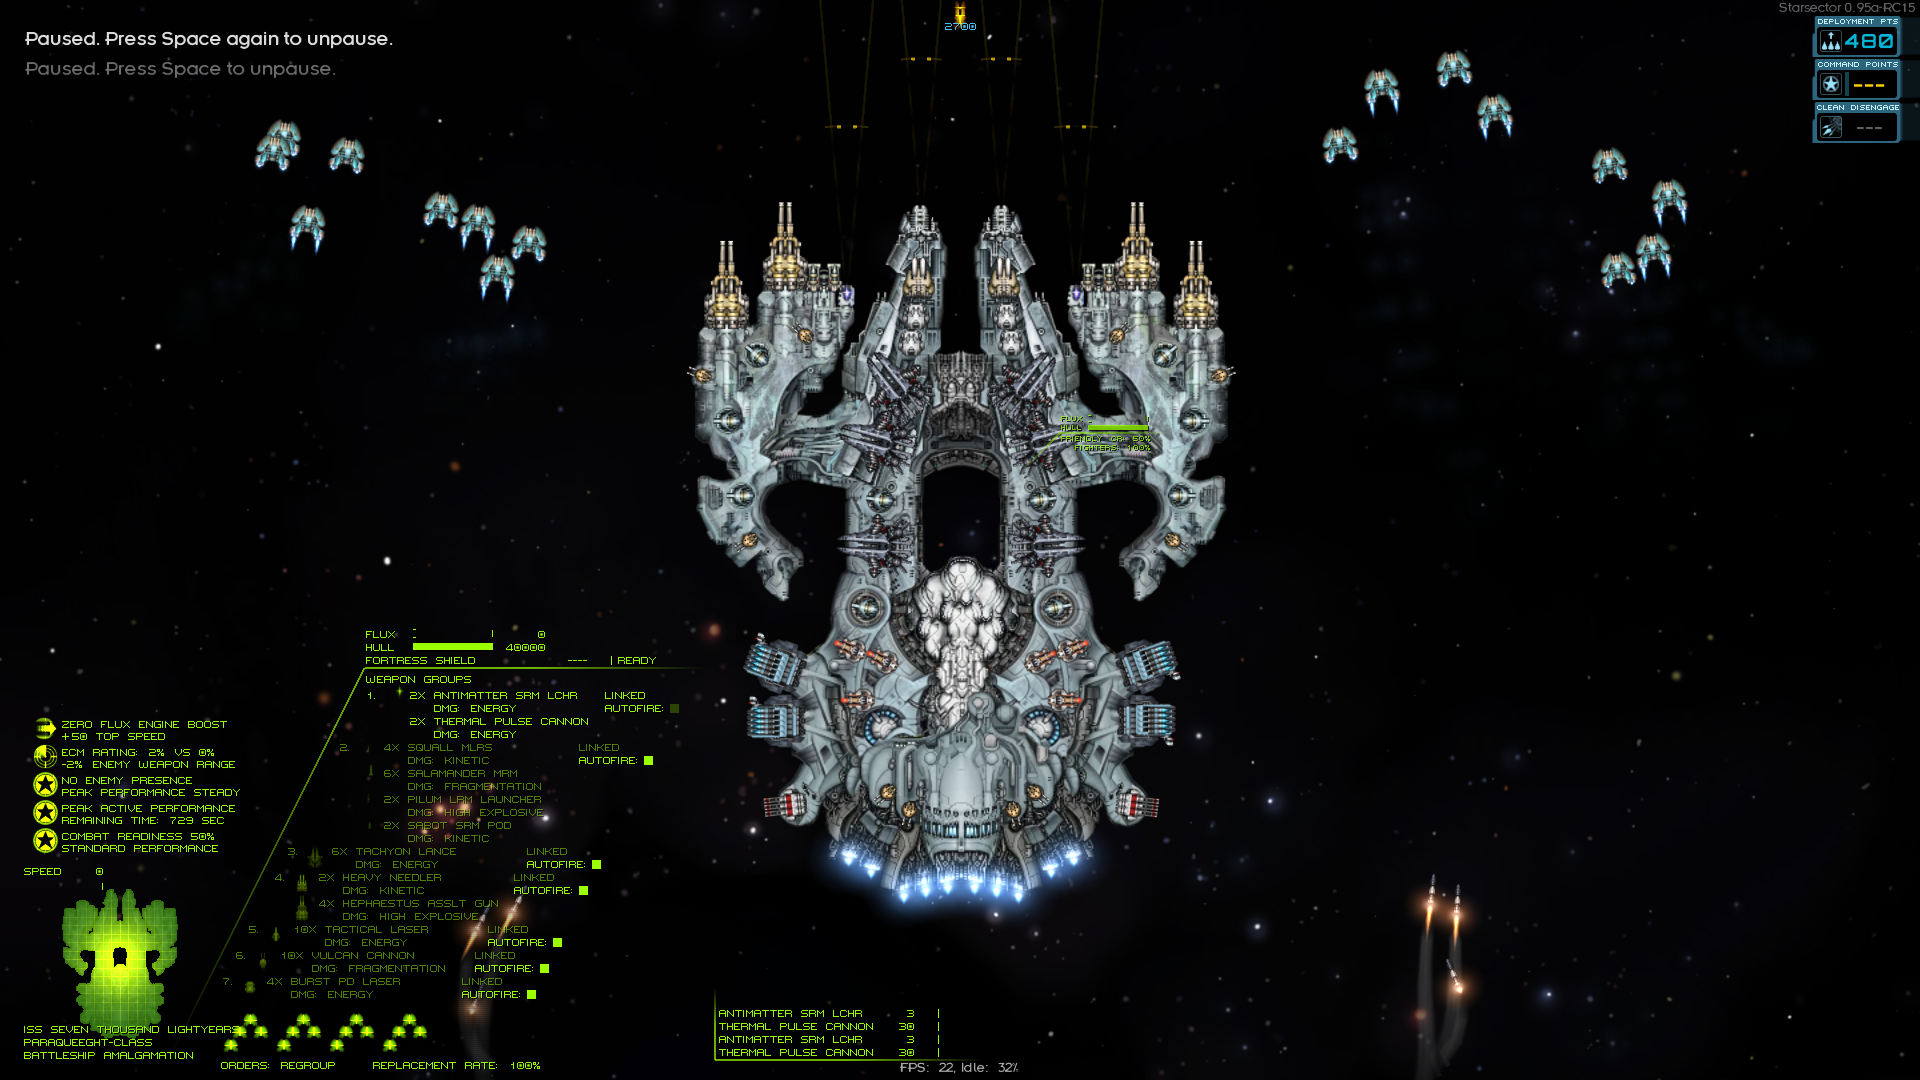 Starsector 0.95a-RC15
Paused. Press Space again to unpause.
Paused. Press Space to unpause.
2700
DEPLOYMENT PTS
480
COMMAND POINTS
---
CLEAN DISENGAGE
---
FLUX
HULL
FRIENDLY CR: 50%
FIGHTERS: 100%
FLUX 0
HULL 40000
FORTRESS SHIELD ---- | READY
WEAPON GROUPS
1. 2X ANTIMATTER SRM LCHR LINKED
DMG: ENERGY AUTOFIRE:
2X THERMAL PULSE CANNON
DMG: ENERGY
2. 4X SQUALL MLRS LINKED
DMG: KINETIC AUTOFIRE:
6X SALAMANDER MRM
DMG: FRAGMENTATION
2X PILUM LRM LAUNCHER
DMG: HIGH EXPLOSIVE
2X SABOT SRM POD
DMG: KINETIC
3. 6X TACHYON LANCE LINKED
DMG: ENERGY AUTOFIRE:
4. 2X HEAVY NEEDLER LINKED
DMG: KINETIC AUTOFIRE:
4X HEPHAESTUS ASSLT GUN
DMG: HIGH EXPLOSIVE
5. 10X TACTICAL LASER LINKED
DMG: ENERGY AUTOFIRE:
6. 10X VULCAN CANNON LINKED
DMG: FRAGMENTATION AUTOFIRE:
7. 4X BURST PD LASER LINKED
DMG: ENERGY AUTOFIRE:
ZERO FLUX ENGINE BOOST
+50 TOP SPEED
ECM RATING: 2% VS 0%
-2% ENEMY WEAPON RANGE
NO ENEMY PRESENCE
PEAK PERFORMANCE STEADY
PEAK ACTIVE PERFORMANCE
REMAINING TIME: 729 SEC
COMBAT READINESS 50%
STANDARD PERFORMANCE
SPEED 0
ISS SEVEN THOUSAND LIGHTYEARS
PARAQUEEGHT-CLASS
BATTLESHIP AMALGAMATION
ORDERS: REGROUP REPLACEMENT RATE: 100%
ANTIMATTER SRM LCHR 3 |
THERMAL PULSE CANNON 30 |
ANTIMATTER SRM LCHR 3 |
THERMAL PULSE CANNON 30 |
FPS: 22, Idle: 32%